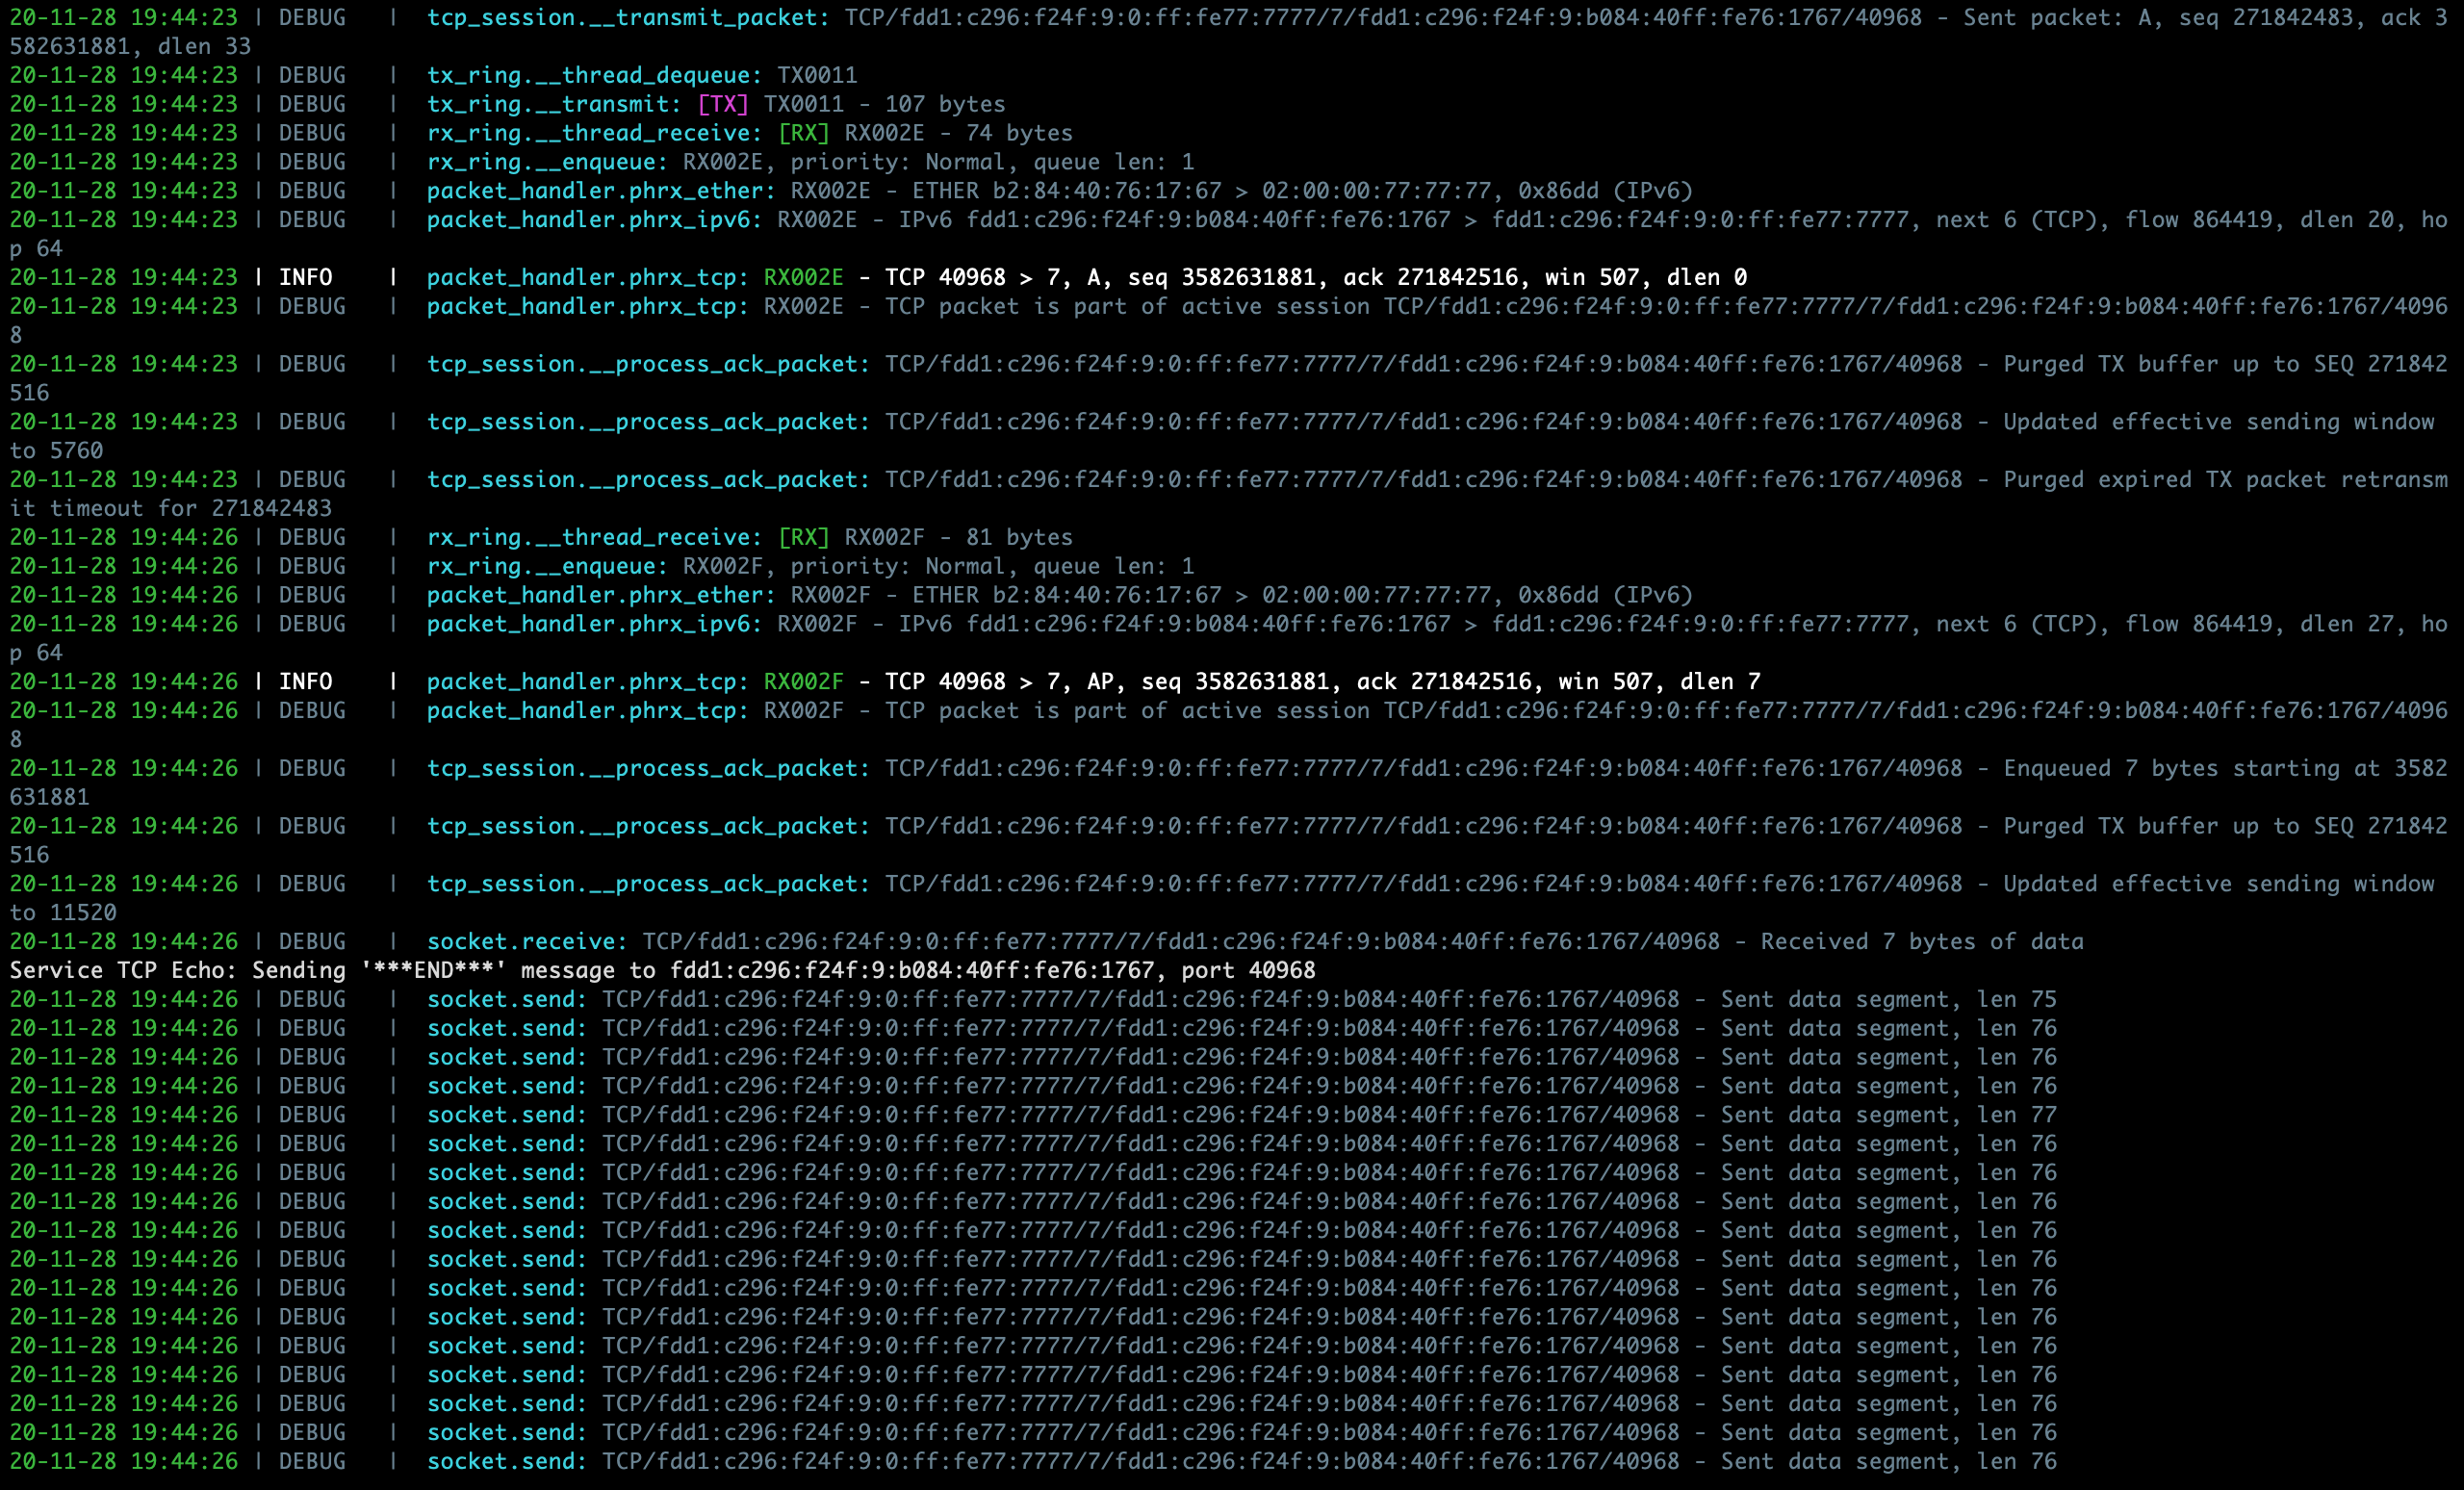 20-11-28 19:44:23 | DEBUG   |  tcp_session.__transmit_packet: TCP/fdd1:c296:f24f:9:0:ff:fe77:7777/7/fdd1:c296:f24f:9:b084:40ff:fe76:1767/40968 - Sent packet: A, seq 271842483, ack 3
582631881, dlen 33
20-11-28 19:44:23 | DEBUG   |  tx_ring.__thread_dequeue: TX0011
20-11-28 19:44:23 | DEBUG   |  tx_ring.__transmit: [TX] TX0011 - 107 bytes
20-11-28 19:44:23 | DEBUG   |  rx_ring.__thread_receive: [RX] RX002E - 74 bytes
20-11-28 19:44:23 | DEBUG   |  rx_ring.__enqueue: RX002E, priority: Normal, queue len: 1
20-11-28 19:44:23 | DEBUG   |  packet_handler.phrx_ether: RX002E - ETHER b2:84:40:76:17:67 > 02:00:00:77:77:77, 0x86dd (IPv6)
20-11-28 19:44:23 | DEBUG   |  packet_handler.phrx_ipv6: RX002E - IPv6 fdd1:c296:f24f:9:b084:40ff:fe76:1767 > fdd1:c296:f24f:9:0:ff:fe77:7777, next 6 (TCP), flow 864419, dlen 20, ho
p 64
20-11-28 19:44:23 | INFO    |  packet_handler.phrx_tcp: RX002E - TCP 40968 > 7, A, seq 3582631881, ack 271842516, win 507, dlen 0
20-11-28 19:44:23 | DEBUG   |  packet_handler.phrx_tcp: RX002E - TCP packet is part of active session TCP/fdd1:c296:f24f:9:0:ff:fe77:7777/7/fdd1:c296:f24f:9:b084:40ff:fe76:1767/4096
8
20-11-28 19:44:23 | DEBUG   |  tcp_session.__process_ack_packet: TCP/fdd1:c296:f24f:9:0:ff:fe77:7777/7/fdd1:c296:f24f:9:b084:40ff:fe76:1767/40968 - Purged TX buffer up to SEQ 271842
516
20-11-28 19:44:23 | DEBUG   |  tcp_session.__process_ack_packet: TCP/fdd1:c296:f24f:9:0:ff:fe77:7777/7/fdd1:c296:f24f:9:b084:40ff:fe76:1767/40968 - Updated effective sending window
to 5760
20-11-28 19:44:23 | DEBUG   |  tcp_session.__process_ack_packet: TCP/fdd1:c296:f24f:9:0:ff:fe77:7777/7/fdd1:c296:f24f:9:b084:40ff:fe76:1767/40968 - Purged expired TX packet retransm
it timeout for 271842483
20-11-28 19:44:26 | DEBUG   |  rx_ring.__thread_receive: [RX] RX002F - 81 bytes
20-11-28 19:44:26 | DEBUG   |  rx_ring.__enqueue: RX002F, priority: Normal, queue len: 1
20-11-28 19:44:26 | DEBUG   |  packet_handler.phrx_ether: RX002F - ETHER b2:84:40:76:17:67 > 02:00:00:77:77:77, 0x86dd (IPv6)
20-11-28 19:44:26 | DEBUG   |  packet_handler.phrx_ipv6: RX002F - IPv6 fdd1:c296:f24f:9:b084:40ff:fe76:1767 > fdd1:c296:f24f:9:0:ff:fe77:7777, next 6 (TCP), flow 864419, dlen 27, ho
p 64
20-11-28 19:44:26 | INFO    |  packet_handler.phrx_tcp: RX002F - TCP 40968 > 7, AP, seq 3582631881, ack 271842516, win 507, dlen 7
20-11-28 19:44:26 | DEBUG   |  packet_handler.phrx_tcp: RX002F - TCP packet is part of active session TCP/fdd1:c296:f24f:9:0:ff:fe77:7777/7/fdd1:c296:f24f:9:b084:40ff:fe76:1767/4096
8
20-11-28 19:44:26 | DEBUG   |  tcp_session.__process_ack_packet: TCP/fdd1:c296:f24f:9:0:ff:fe77:7777/7/fdd1:c296:f24f:9:b084:40ff:fe76:1767/40968 - Enqueued 7 bytes starting at 3582
631881
20-11-28 19:44:26 | DEBUG   |  tcp_session.__process_ack_packet: TCP/fdd1:c296:f24f:9:0:ff:fe77:7777/7/fdd1:c296:f24f:9:b084:40ff:fe76:1767/40968 - Purged TX buffer up to SEQ 271842
516
20-11-28 19:44:26 | DEBUG   |  tcp_session.__process_ack_packet: TCP/fdd1:c296:f24f:9:0:ff:fe77:7777/7/fdd1:c296:f24f:9:b084:40ff:fe76:1767/40968 - Updated effective sending window
to 11520
20-11-28 19:44:26 | DEBUG   |  socket.receive: TCP/fdd1:c296:f24f:9:0:ff:fe77:7777/7/fdd1:c296:f24f:9:b084:40ff:fe76:1767/40968 - Received 7 bytes of data
Service TCP Echo: Sending '***END***' message to fdd1:c296:f24f:9:b084:40ff:fe76:1767, port 40968
20-11-28 19:44:26 | DEBUG   |  socket.send: TCP/fdd1:c296:f24f:9:0:ff:fe77:7777/7/fdd1:c296:f24f:9:b084:40ff:fe76:1767/40968 - Sent data segment, len 75
20-11-28 19:44:26 | DEBUG   |  socket.send: TCP/fdd1:c296:f24f:9:0:ff:fe77:7777/7/fdd1:c296:f24f:9:b084:40ff:fe76:1767/40968 - Sent data segment, len 76
20-11-28 19:44:26 | DEBUG   |  socket.send: TCP/fdd1:c296:f24f:9:0:ff:fe77:7777/7/fdd1:c296:f24f:9:b084:40ff:fe76:1767/40968 - Sent data segment, len 76
20-11-28 19:44:26 | DEBUG   |  socket.send: TCP/fdd1:c296:f24f:9:0:ff:fe77:7777/7/fdd1:c296:f24f:9:b084:40ff:fe76:1767/40968 - Sent data segment, len 76
20-11-28 19:44:26 | DEBUG   |  socket.send: TCP/fdd1:c296:f24f:9:0:ff:fe77:7777/7/fdd1:c296:f24f:9:b084:40ff:fe76:1767/40968 - Sent data segment, len 77
20-11-28 19:44:26 | DEBUG   |  socket.send: TCP/fdd1:c296:f24f:9:0:ff:fe77:7777/7/fdd1:c296:f24f:9:b084:40ff:fe76:1767/40968 - Sent data segment, len 76
20-11-28 19:44:26 | DEBUG   |  socket.send: TCP/fdd1:c296:f24f:9:0:ff:fe77:7777/7/fdd1:c296:f24f:9:b084:40ff:fe76:1767/40968 - Sent data segment, len 76
20-11-28 19:44:26 | DEBUG   |  socket.send: TCP/fdd1:c296:f24f:9:0:ff:fe77:7777/7/fdd1:c296:f24f:9:b084:40ff:fe76:1767/40968 - Sent data segment, len 76
20-11-28 19:44:26 | DEBUG   |  socket.send: TCP/fdd1:c296:f24f:9:0:ff:fe77:7777/7/fdd1:c296:f24f:9:b084:40ff:fe76:1767/40968 - Sent data segment, len 76
20-11-28 19:44:26 | DEBUG   |  socket.send: TCP/fdd1:c296:f24f:9:0:ff:fe77:7777/7/fdd1:c296:f24f:9:b084:40ff:fe76:1767/40968 - Sent data segment, len 76
20-11-28 19:44:26 | DEBUG   |  socket.send: TCP/fdd1:c296:f24f:9:0:ff:fe77:7777/7/fdd1:c296:f24f:9:b084:40ff:fe76:1767/40968 - Sent data segment, len 76
20-11-28 19:44:26 | DEBUG   |  socket.send: TCP/fdd1:c296:f24f:9:0:ff:fe77:7777/7/fdd1:c296:f24f:9:b084:40ff:fe76:1767/40968 - Sent data segment, len 76
20-11-28 19:44:26 | DEBUG   |  socket.send: TCP/fdd1:c296:f24f:9:0:ff:fe77:7777/7/fdd1:c296:f24f:9:b084:40ff:fe76:1767/40968 - Sent data segment, len 76
20-11-28 19:44:26 | DEBUG   |  socket.send: TCP/fdd1:c296:f24f:9:0:ff:fe77:7777/7/fdd1:c296:f24f:9:b084:40ff:fe76:1767/40968 - Sent data segment, len 76
20-11-28 19:44:26 | DEBUG   |  socket.send: TCP/fdd1:c296:f24f:9:0:ff:fe77:7777/7/fdd1:c296:f24f:9:b084:40ff:fe76:1767/40968 - Sent data segment, len 76
20-11-28 19:44:26 | DEBUG   |  socket.send: TCP/fdd1:c296:f24f:9:0:ff:fe77:7777/7/fdd1:c296:f24f:9:b084:40ff:fe76:1767/40968 - Sent data segment, len 76
20-11-28 19:44:26 | DEBUG   |  socket.send: TCP/fdd1:c296:f24f:9:0:ff:fe77:7777/7/fdd1:c296:f24f:9:b084:40ff:fe76:1767/40968 - Sent data segment, len 76